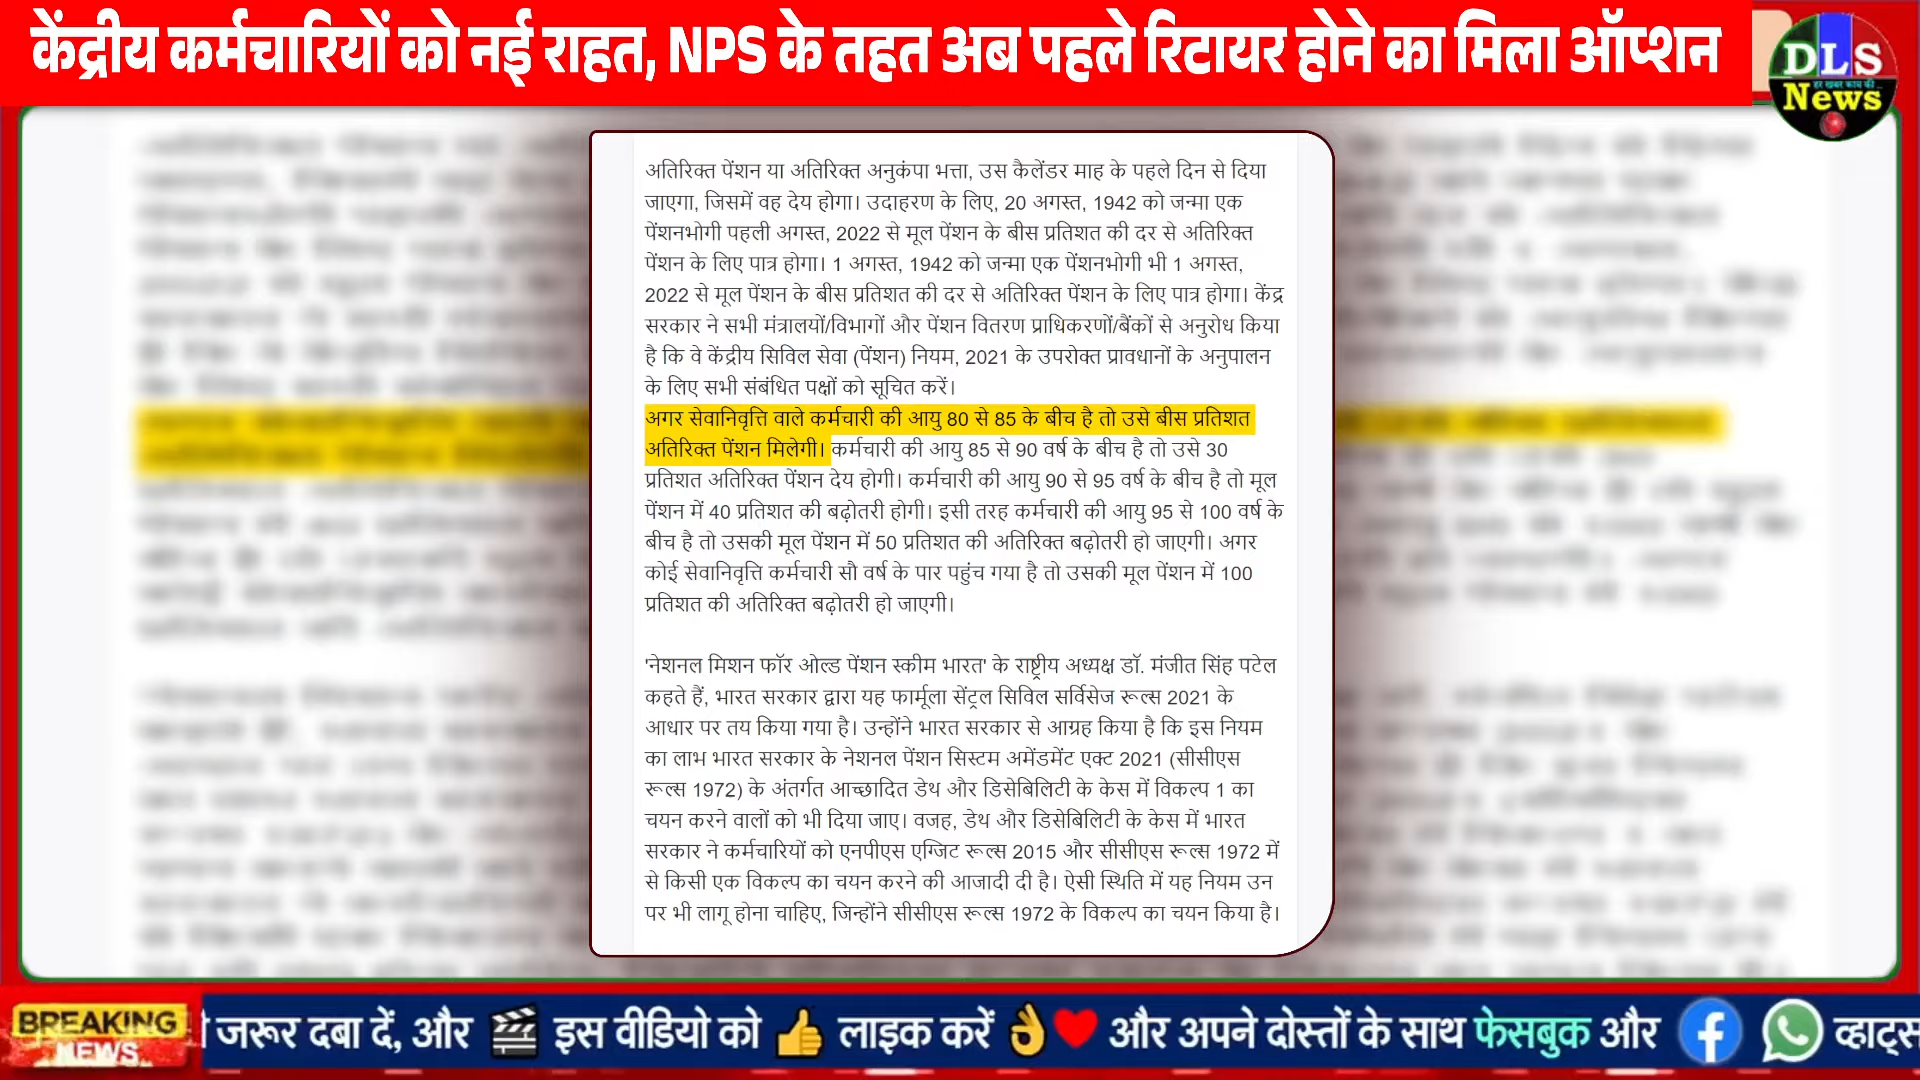 केंद्रीय कर्मचारियों को नई राहत, NPS के तहत अब पहले रिटायर होने का मिला ऑप्शन
DLS
हर खबर काम की
News
अतिरिक्त पेंशन या अतिरिक्त अनुकंपा भत्ता, उस कैलेंडर माह के पहले दिन से दिया
जाएगा, जिसमें वह देय होगा। उदाहरण के लिए, 20 अगस्त, 1942 को जन्मा एक
पेंशनभोगी पहली अगस्त, 2022 से मूल पेंशन के बीस प्रतिशत की दर से अतिरिक्त
पेंशन के लिए पात्र होगा। 1 अगस्त, 1942 को जन्मा एक पेंशनभोगी भी 1 अगस्त,
2022 से मूल पेंशन के बीस प्रतिशत की दर से अतिरिक्त पेंशन के लिए पात्र होगा। केंद्र
सरकार ने सभी मंत्रालयों/विभागों और पेंशन वितरण प्राधिकरणों/बैंकों से अनुरोध किया
है कि वे केंद्रीय सिविल सेवा (पेंशन) नियम, 2021 के उपरोक्त प्रावधानों के अनुपालन
के लिए सभी संबंधित पक्षों को सूचित करें।
अगर सेवानिवृत्ति वाले कर्मचारी की आयु 80 से 85 के बीच है तो उसे बीस प्रतिशत
अतिरिक्त पेंशन मिलेगी। कर्मचारी की आयु 85 से 90 वर्ष के बीच है तो उसे 30
प्रतिशत अतिरिक्त पेंशन देय होगी। कर्मचारी की आयु 90 से 95 वर्ष के बीच है तो मूल
पेंशन में 40 प्रतिशत की बढ़ोतरी होगी। इसी तरह कर्मचारी की आयु 95 से 100 वर्ष के
बीच है तो उसकी मूल पेंशन में 50 प्रतिशत की अतिरिक्त बढ़ोतरी हो जाएगी। अगर
कोई सेवानिवृत्ति कर्मचारी सौ वर्ष के पार पहुंच गया है तो उसकी मूल पेंशन में 100
प्रतिशत की अतिरिक्त बढ़ोतरी हो जाएगी।
'नेशनल मिशन फॉर ओल्ड पेंशन स्कीम भारत' के राष्ट्रीय अध्यक्ष डॉ. मंजीत सिंह पटेल
कहते हैं, भारत सरकार द्वारा यह फार्मूला सेंट्रल सिविल सर्विसेज रूल्स 2021 के
आधार पर तय किया गया है। उन्होंने भारत सरकार से आग्रह किया है कि इस नियम
का लाभ भारत सरकार के नेशनल पेंशन सिस्टम अमेंडमेंट एक्ट 2021 (सीसीएस
रूल्स 1972) के अंतर्गत आच्छादित डेथ और डिसेबिलिटी के केस में विकल्प 1 का
चयन करने वालों को भी दिया जाए। वजह, डेथ और डिसेबिलिटी के केस में भारत
सरकार ने कर्मचारियों को एनपीएस एग्जिट रूल्स 2015 और सीसीएस रूल्स 1972 में
से किसी एक विकल्प का चयन करने की आजादी दी है। ऐसी स्थिति में यह नियम उन
पर भी लागू होना चाहिए, जिन्होंने सीसीएस रूल्स 1972 के विकल्प का चयन किया है।
BREAKING
NEWS
जरूर दबा दें, और इस वीडियो को लाइक करें और अपने दोस्तों के साथ फेसबुक और व्हाट्स